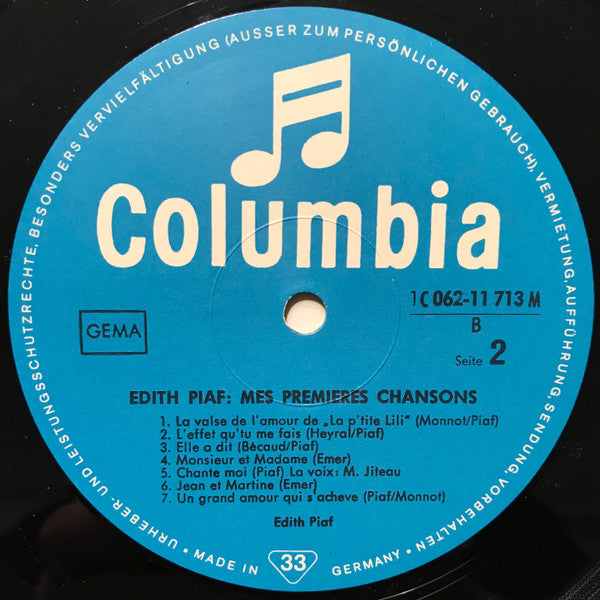 URHEBER- UND LEISTUNGSSCHUTZRECHTE, BESONDERS VERVIELFÄLTIGUNG (AUSSER ZUM PERSÖNLICHEN GEBRAUCH), VERMIETUNG, AUFFÜHRUNG, SENDUNG, VORBEHALTEN
Columbia
1C 062-11 713 M
GEMA
B
Seite 2
EDITH PIAF: MES PREMIERES CHANSONS
1. La valse de l'amour de „La p'tite Lili" (Monnot/Piaf)
2. L'effet qu'tu me fais (Heyral/Piaf)
3. Elle a dit (Bécaud/Piaf)
4. Monsieur et Madame (Emer)
5. Chante moi (Piaf) La voix: M. Jiteau
6. Jean et Martine (Emer)
7. Un grand amour qui s'acheve (Piaf/Monnot)
Edith Piaf
• MADE IN 33 GERMANY •